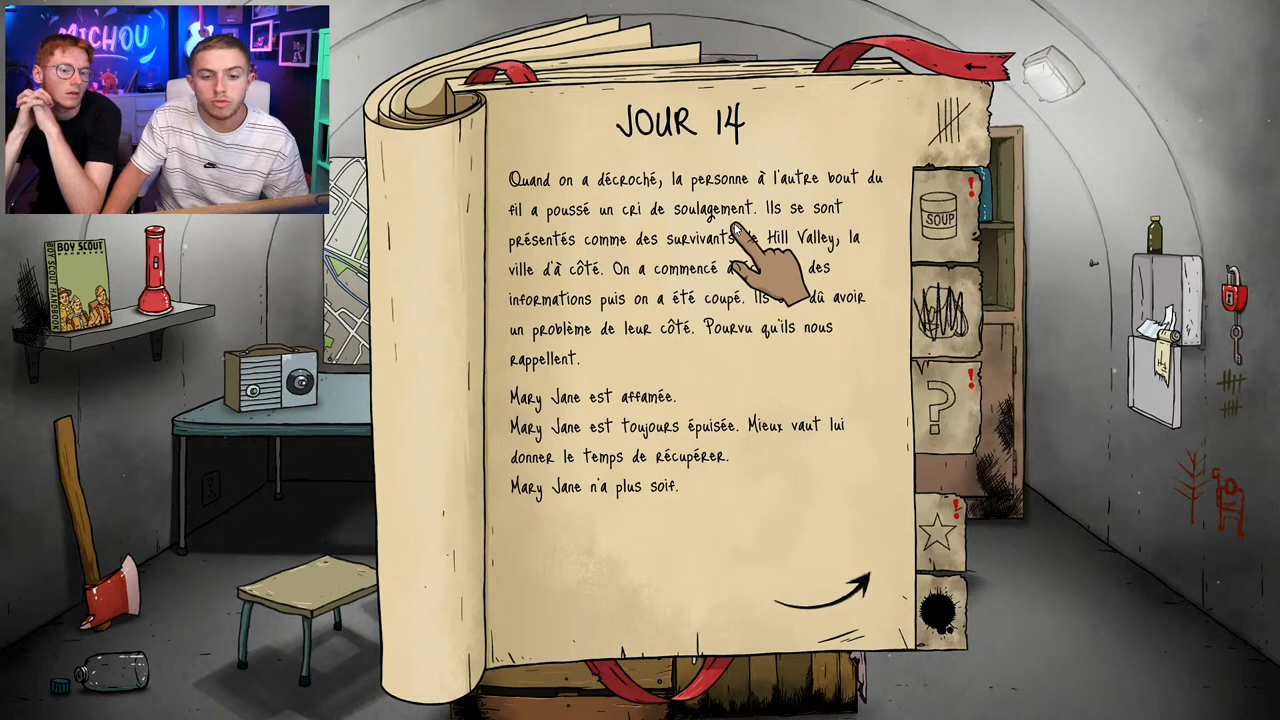 MICHOU
JOUR 14
Quand on a décroché, la personne à l'autre bout du
fil a poussé un cri de soulagement. Ils se sont
présentés comme des survivants Hill Valley, la
ville d'à côté. On a commencé des
informations puis on a été coupé. Ils dû avoir
un problème de leur côté. Pourvu qu'ils nous
rappellent.
Mary Jane est affamée.
Mary Jane est toujours épuisée. Mieux vaut lui
donner le temps de récupérer.
Mary Jane n'a plus soif.
SOUP
!
?
!
!
BOY SCOUT
HANDBOOK
BOY SCOUT HANDBOOK